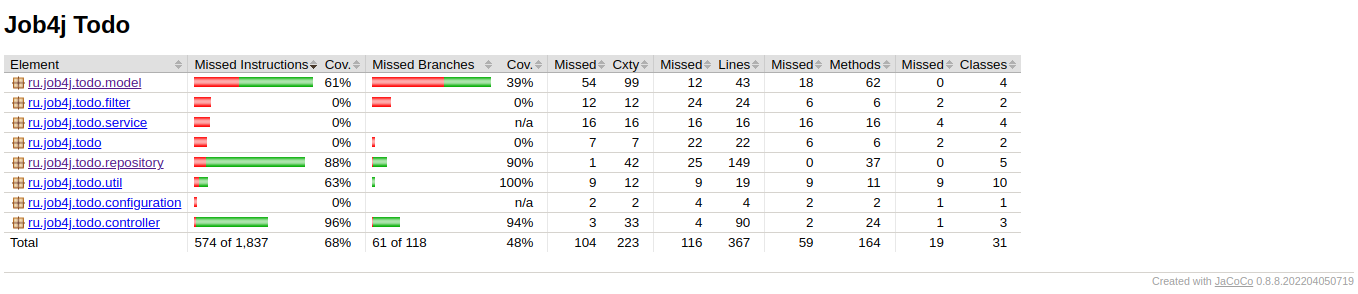 Job4j Todo
Element Missed Instructions Cov. Missed Branches Cov. Missed Cxty Missed Lines Missed Methods Missed Classes
ru.job4j.todo.model 61% 39% 54 99 12 43 18 62 0 4
ru.job4j.todo.filter 0% 0% 12 12 24 24 6 6 2 2
ru.job4j.todo.service 0% n/a 16 16 16 16 16 16 4 4
ru.job4j.todo 0% 0% 7 7 22 22 6 6 2 2
ru.job4j.todo.repository 88% 90% 1 42 25 149 0 37 0 5
ru.job4j.todo.util 63% 100% 9 12 9 19 9 11 9 10
ru.job4j.todo.configuration 0% n/a 2 2 4 4 2 2 1 1
ru.job4j.todo.controller 96% 94% 3 33 4 90 2 24 1 3
Total 574 of 1,837 68% 61 of 118 48% 104 223 116 367 59 164 19 31
Created with JaCoCo 0.8.8.202204050719